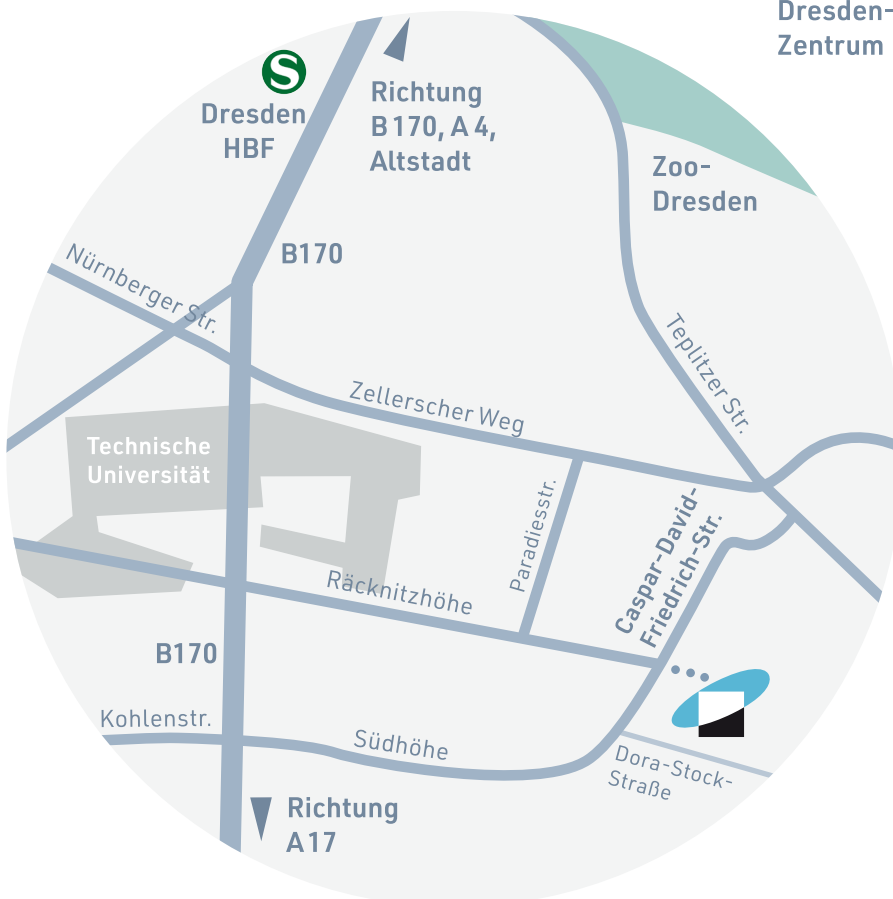 Dresden-
Zentrum
S
Dresden
HBF
Richtung
B 170, A 4,
Altstadt
Zoo-
Dresden
B170
Nürnberger Str.
Teplitzer Str.
Zellerscher Weg
Technische
Universität
Paradiesstr.
Caspar-David-
Friedrich-Str.
Räcknitzhöhe
B170
Kohlenstr.
Südhöhe
Dora-Stock-
Straße
Richtung
A 17